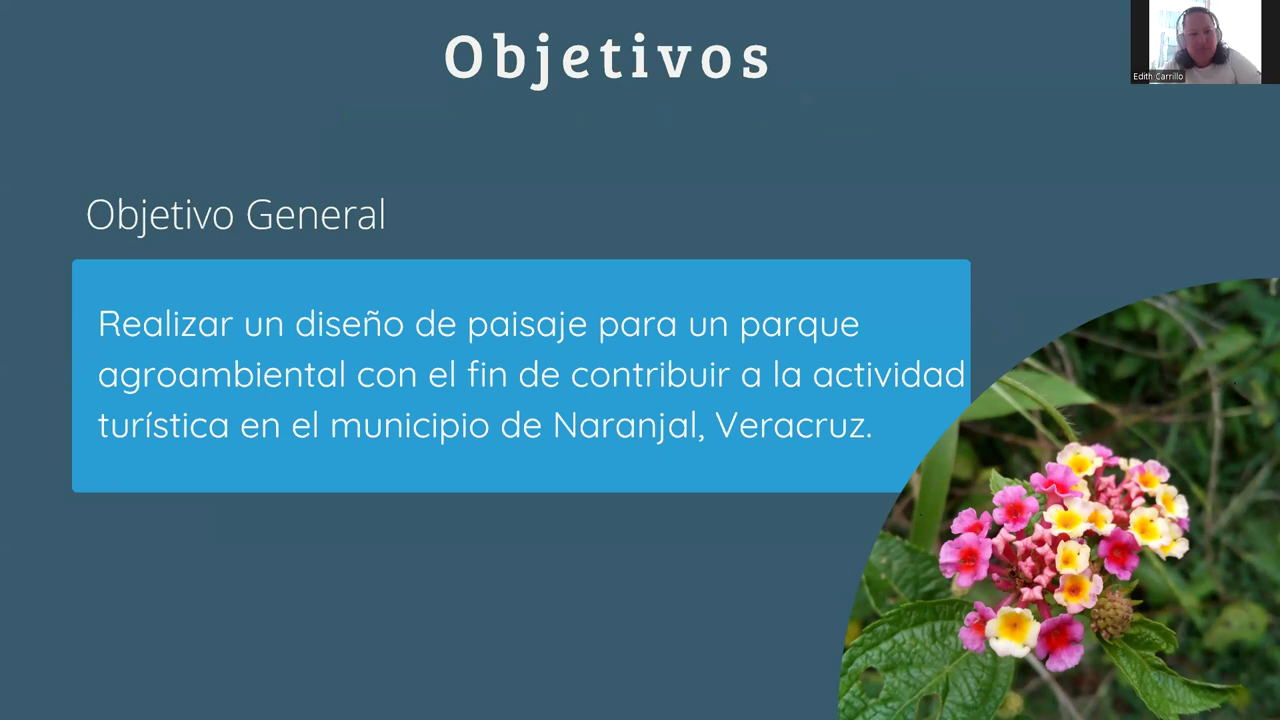 Objetivos
Edith Carrillo
Objetivo General
Realizar un diseño de paisaje para un parque
agroambiental con el fin de contribuir a la actividad
turística en el municipio de Naranjal, Veracruz.